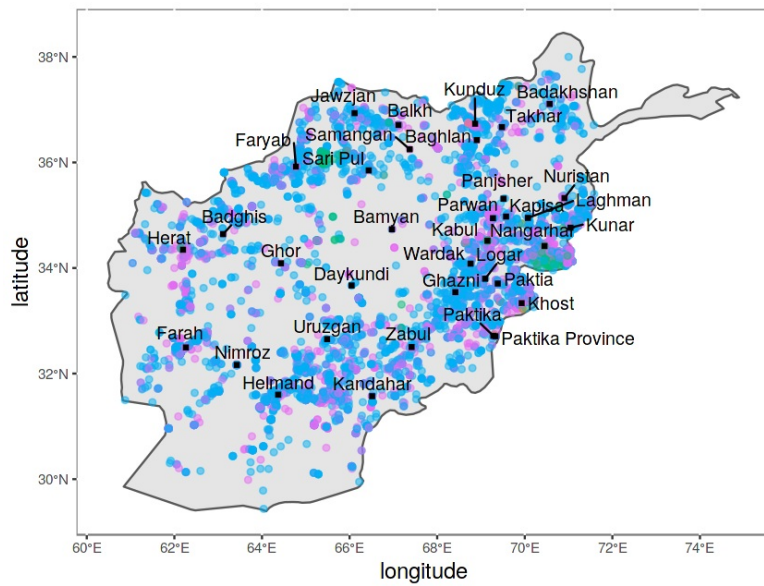 38°N
36°N
34°N
32°N
30°N
latitude
Kunduz
Badakhshan
Jawzjan
Balkh
Takhar
Samangan
Baghlan
Faryab
Sari Pul
Nuristan
Panjsher
Laghman
Parwan
Kapisa
Badghis
Bamyan
Kunar
Kabul
Nangarhar
Herat
Ghor
Wardak
Logar
Daykundi
Ghazni
Paktia
Khost
Paktika
Uruzgan
Zabul
Farah
Paktika Province
Nimroz
Helmand
Kandahar
60°E
62°E
64°E
66°E
68°E
70°E
72°E
74°E
longitude